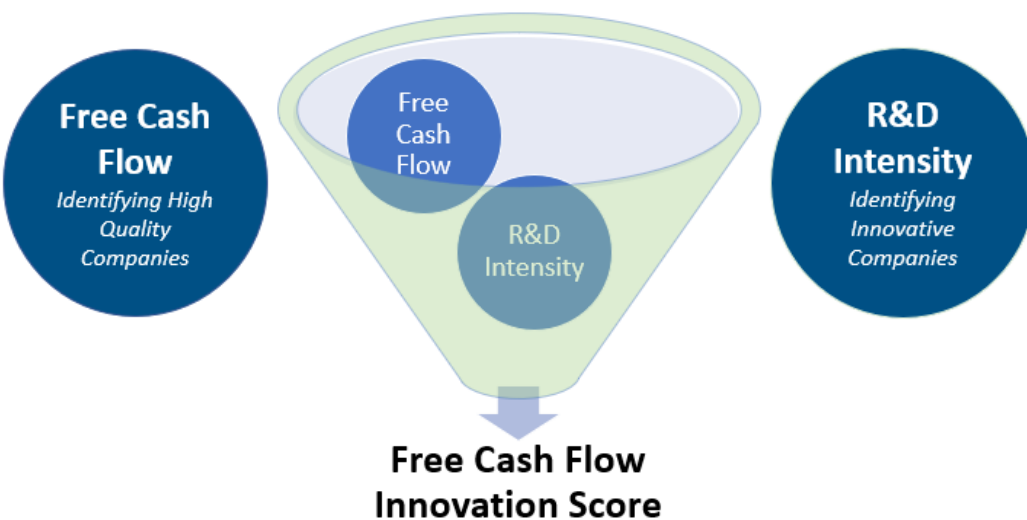 Free Cash
Flow
Identifying High
Quality
Companies
Free
Cash
Flow
R&D
Intensity
R&D
Intensity
Identifying
Innovative
Companies
Free Cash Flow
Innovation Score